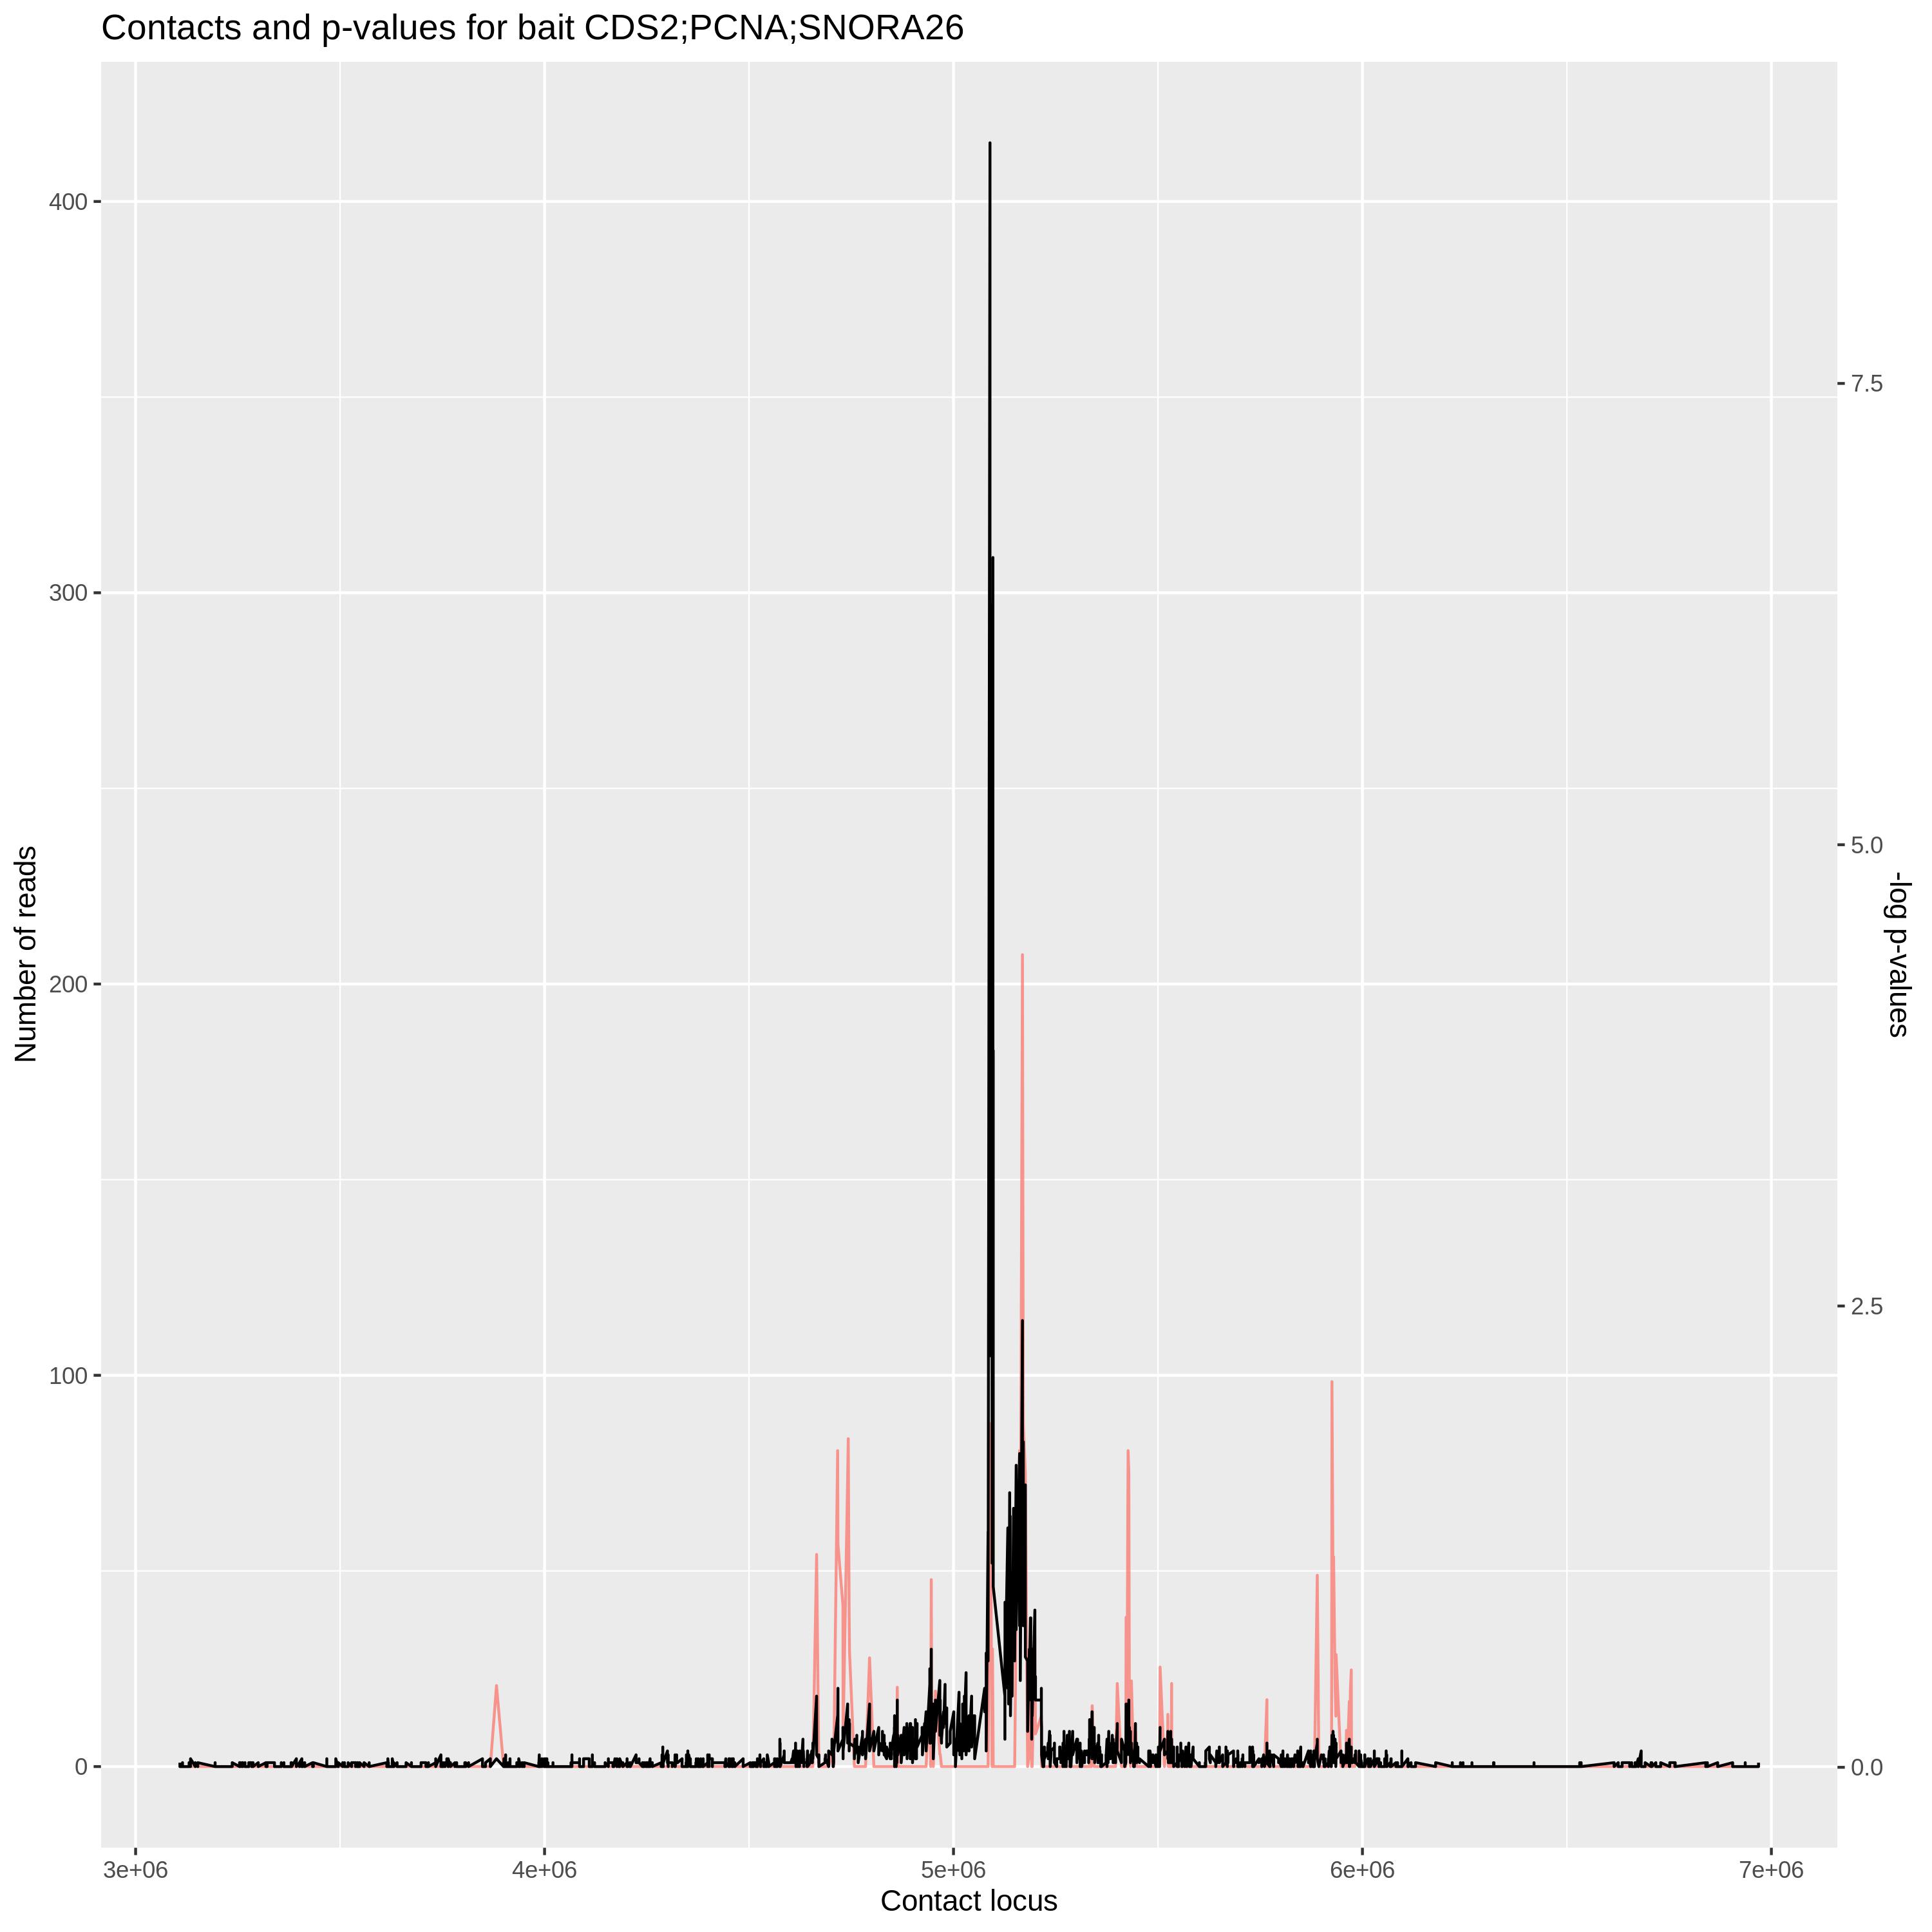 Contacts and p-values for bait CDS2;PCNA;SNORA26
400
300
200
100
0
Number of reads
7.5
5.0
2.5
0.0
-log p-values
3e+06
4e+06
5e+06
6e+06
7e+06
Contact locus